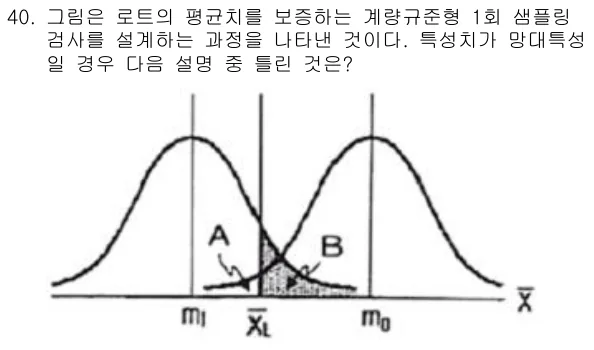 40. 그림은 로트의 평균치를 보증하는 계량규준형 1회 샘플링
검사를 설계하는 과정을 나타낸 것이다. 특성치가 망대특성
일 경우 다음 설명 중 틀린 것은?
A
B
m₁
X̅L
m₀
X̅